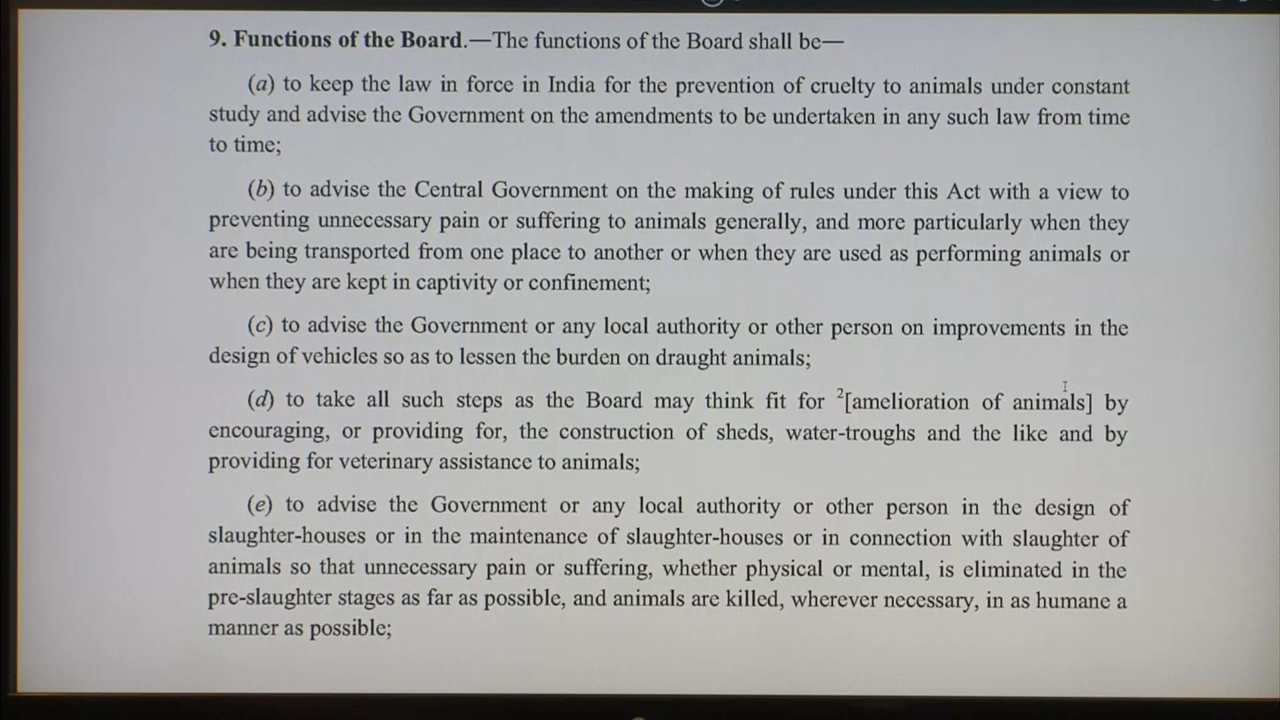 9. Functions of the Board.—The functions of the Board shall be—
(a) to keep the law in force in India for the prevention of cruelty to animals under constant
study and advise the Government on the amendments to be undertaken in any such law from time
to time;
(b) to advise the Central Government on the making of rules under this Act with a view to
preventing unnecessary pain or suffering to animals generally, and more particularly when they
are being transported from one place to another or when they are used as performing animals or
when they are kept in captivity or confinement;
(c) to advise the Government or any local authority or other person on improvements in the
design of vehicles so as to lessen the burden on draught animals;
(d) to take all such steps as the Board may think fit for ²[amelioration of animals] by
encouraging, or providing for, the construction of sheds, water-troughs and the like and by
providing for veterinary assistance to animals;
(e) to advise the Government or any local authority or other person in the design of
slaughter-houses or in the maintenance of slaughter-houses or in connection with slaughter of
animals so that unnecessary pain or suffering, whether physical or mental, is eliminated in the
pre-slaughter stages as far as possible, and animals are killed, wherever necessary, in as humane a
manner as possible;